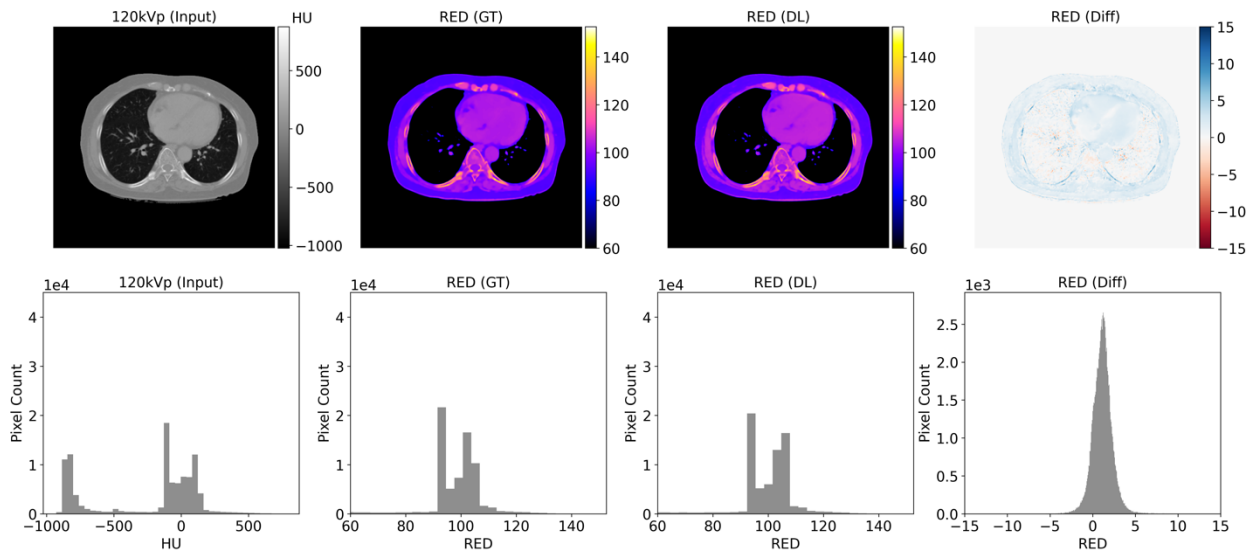 120kVp (Input)
HU
500
0
−500
−1000
RED (GT)
140
120
100
80
60
RED (DL)
140
120
100
80
60
RED (Diff)
15
10
5
0
−5
−10
−15
120kVp (Input)
1e4
4
3
2
1
0
Pixel Count
−1000 −500 0 500
HU
RED (GT)
1e4
4
3
2
1
0
Pixel Count
60 80 100 120 140
RED
RED (DL)
1e4
4
3
2
1
0
Pixel Count
60 80 100 120 140
RED
RED (Diff)
1e3
2.5
2.0
1.5
1.0
0.5
0.0
Pixel Count
−15 −10 −5 0 5 10 15
RED